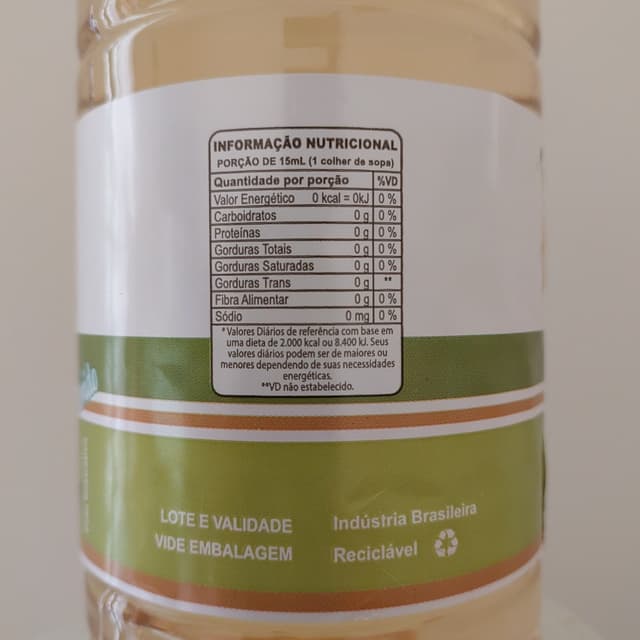 INFORMAÇÃO NUTRICIONAL
PORÇÃO DE 15mL (1 colher de sopa)
Quantidade por porção %VD
Valor Energético 0 kcal = 0kJ 0 %
Carboidratos 0 g 0 %
Proteínas 0 g 0 %
Gorduras Totais 0 g 0 %
Gorduras Saturadas 0 g 0 %
Gorduras Trans 0 g **
Fibra Alimentar 0 g 0 %
Sódio 0 mg 0 %
* Valores Diários de referência com base em
uma dieta de 2.000 kcal ou 8.400 kJ. Seus
valores diários podem ser de maiores ou
menores dependendo de suas necessidades
energéticas.
**VD não estabelecido.
LOTE E VALIDADE
VIDE EMBALAGEM
Indústria Brasileira
Reciclável